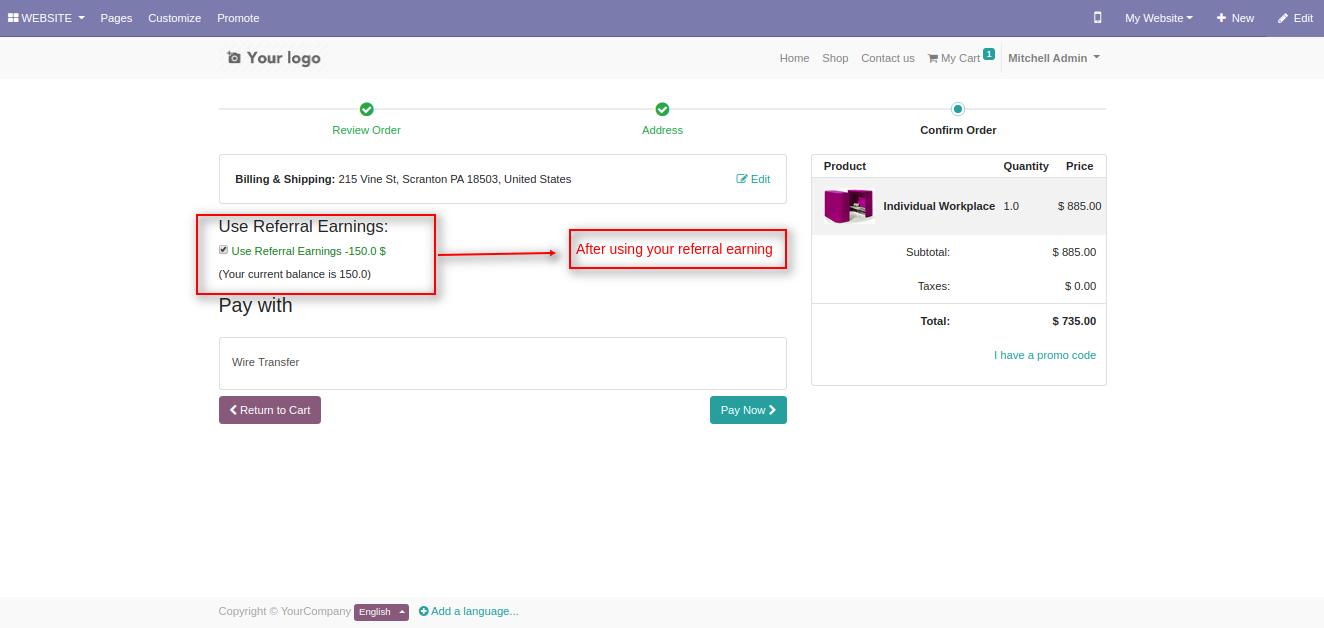 WEBSITE Pages Customize Promote My Website New Edit
Your logo Home Shop Contact us My Cart 1 Mitchell Admin
Review Order Address Confirm Order
Billing & Shipping: 215 Vine St, Scranton PA 18503, United States Edit
Use Referral Earnings:
Use Referral Earnings -150.0 $
(Your current balance is 150.0)
After using your referral earning
Pay with
Wire Transfer
Return to Cart Pay Now
Product Quantity Price
Individual Workplace 1.0 $ 885.00
Subtotal: $ 885.00
Taxes: $ 0.00
Total: $ 735.00
I have a promo code
Copyright © YourCompany English Add a language...